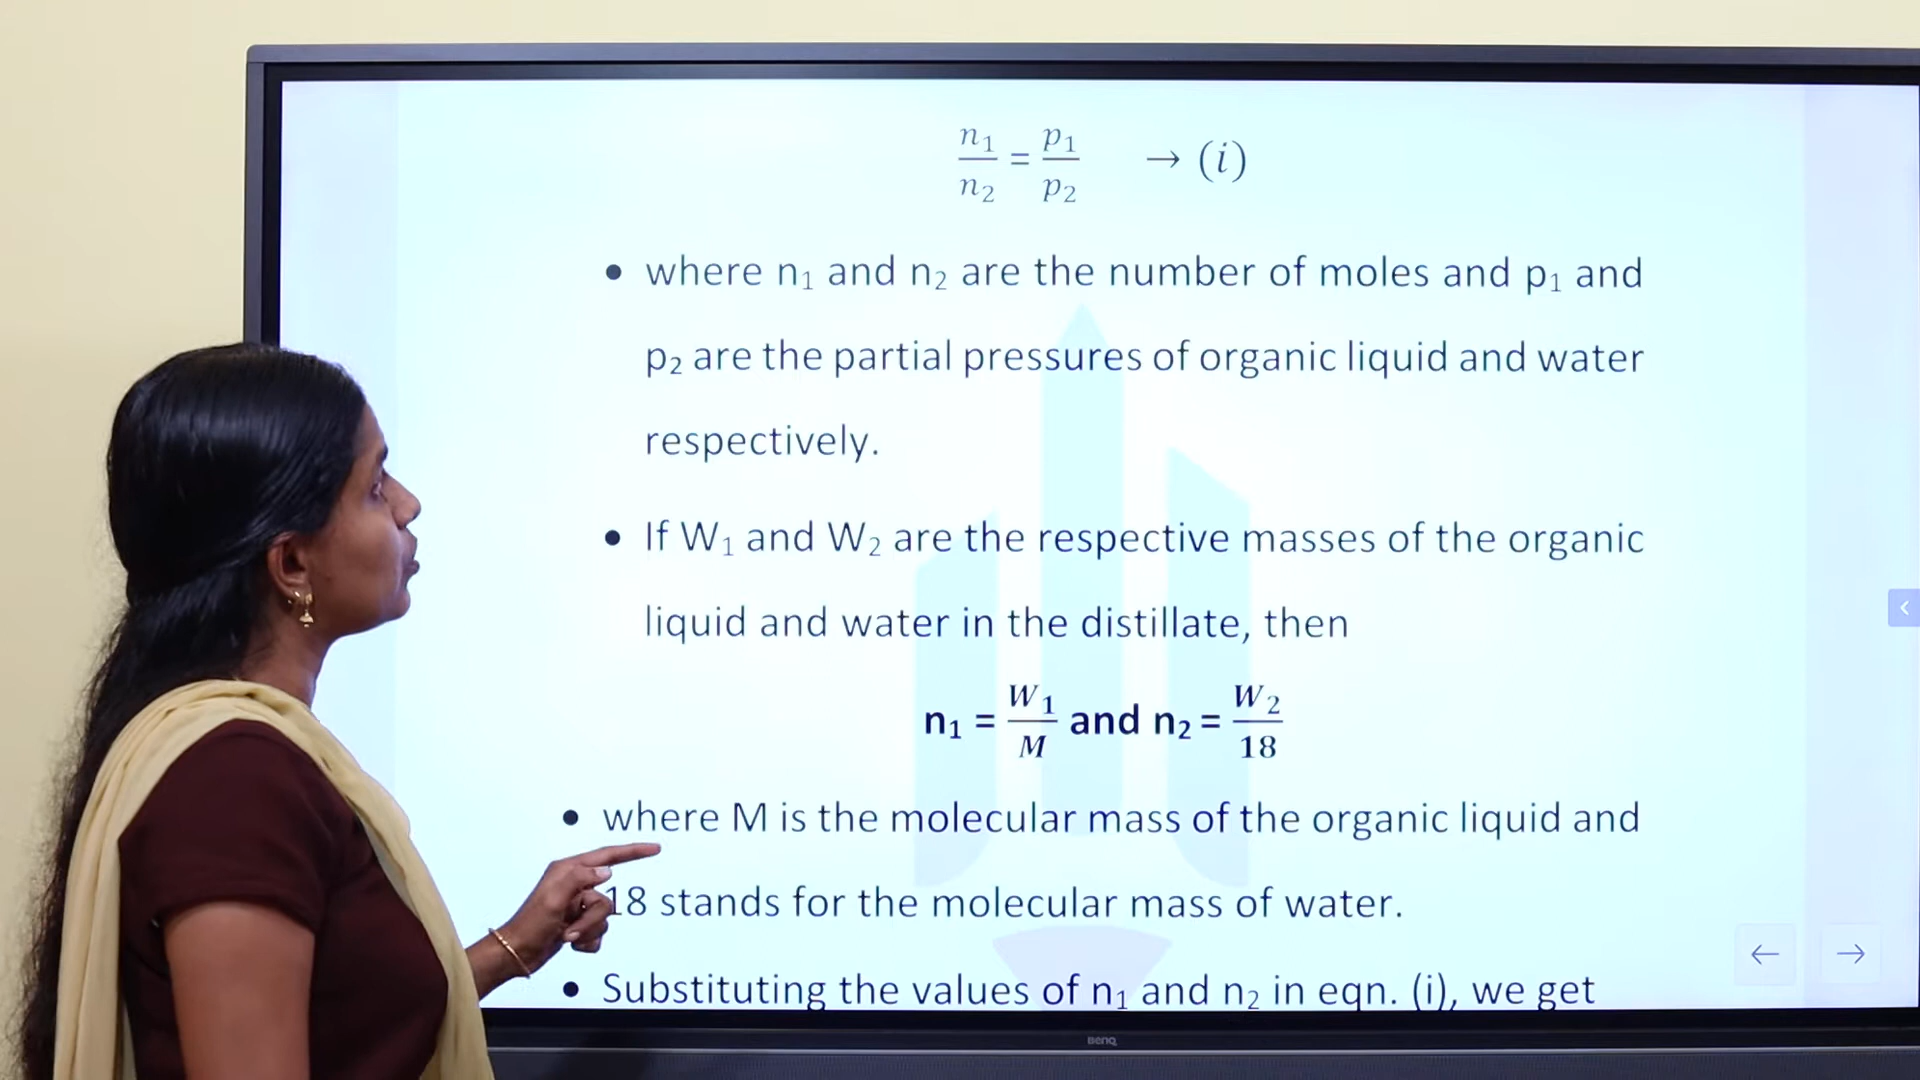 n₁/n₂ = p₁/p₂ → (i)
• where n₁ and n₂ are the number of moles and p₁ and
p₂ are the partial pressures of organic liquid and water
respectively.
• If W₁ and W₂ are the respective masses of the organic
liquid and water in the distillate, then
n₁ = W₁/M and n₂ = W₂/18
• where M is the molecular mass of the organic liquid and
18 stands for the molecular mass of water.
• Substituting the values of n₁ and n₂ in eqn. (i), we get
BenQ